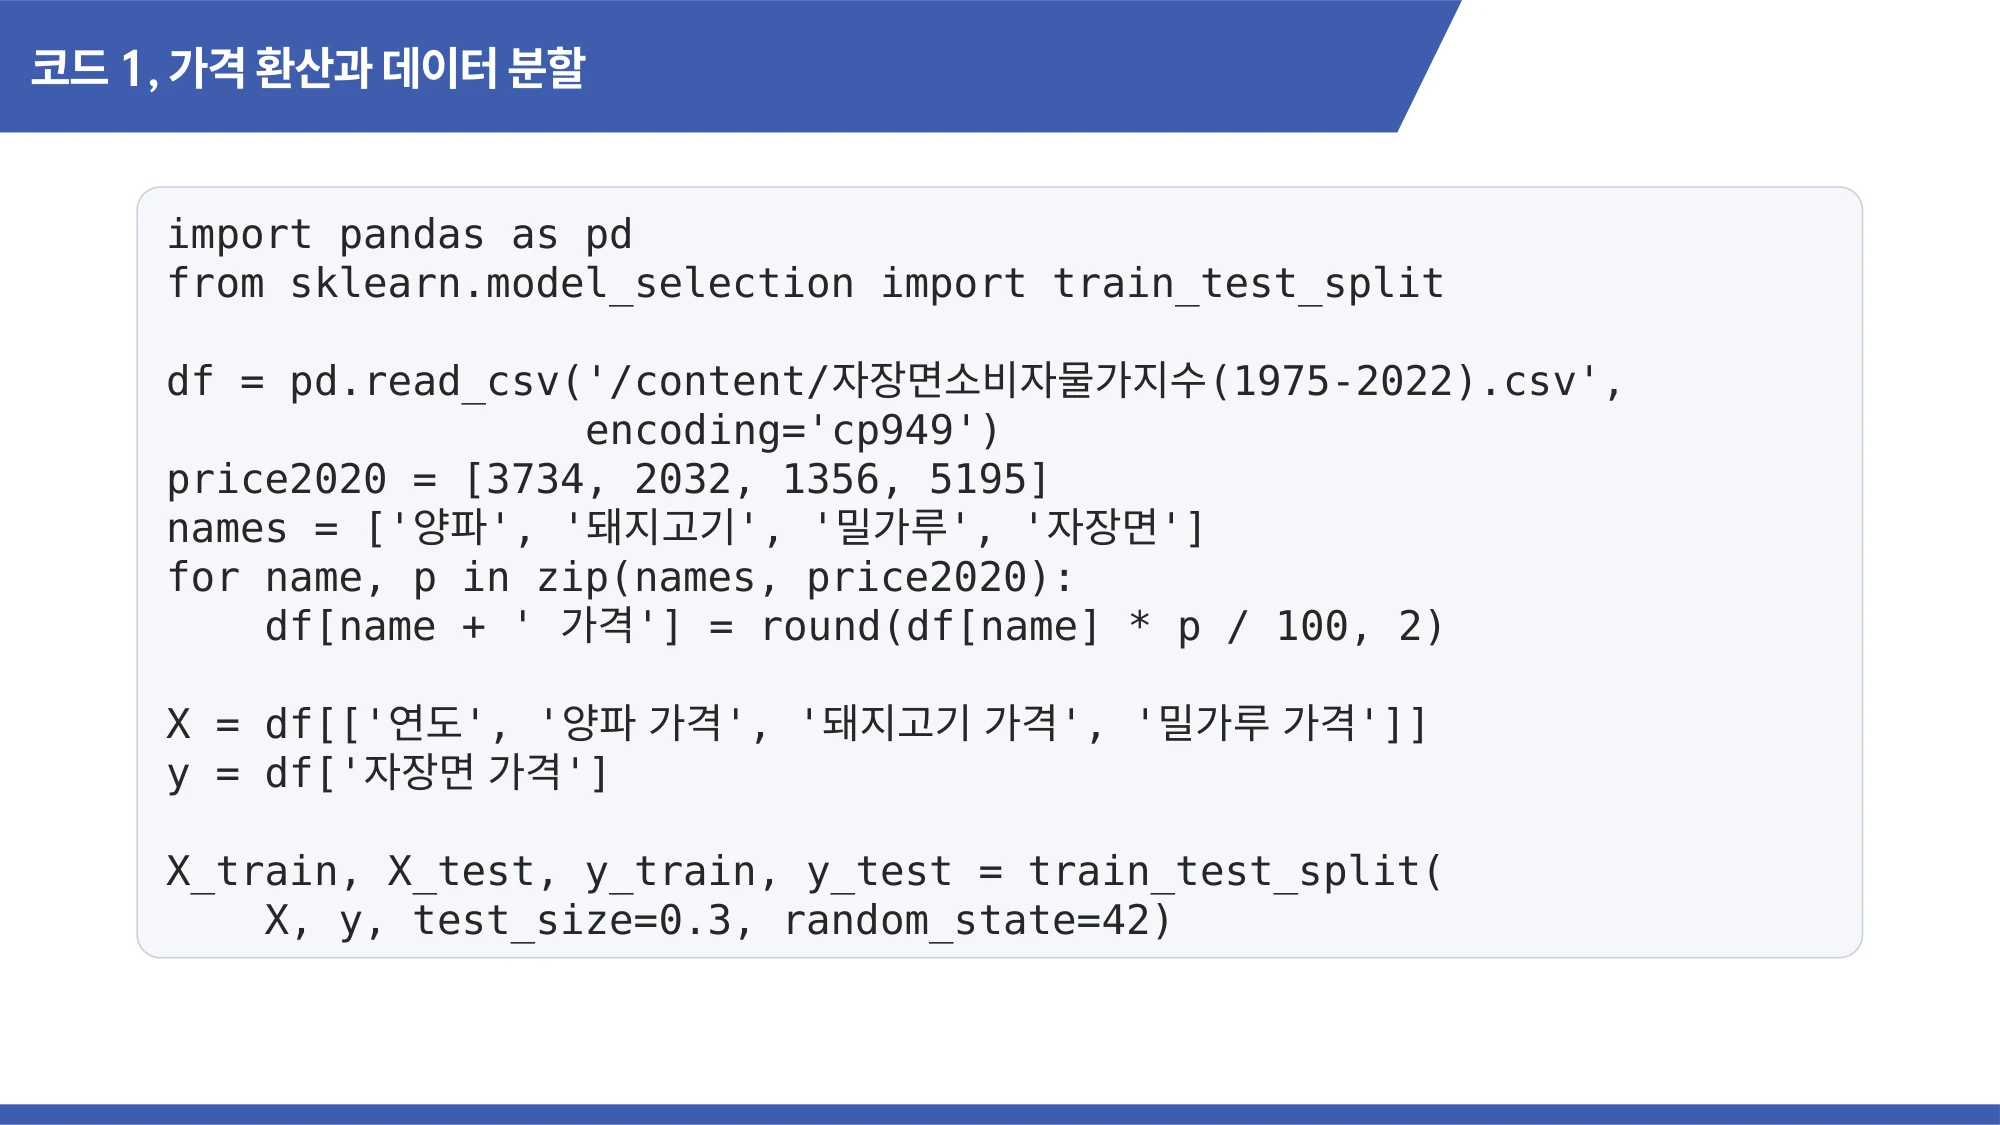 코드 1, 가격 환산과 데이터 분할
import pandas as pd
from sklearn.model_selection import train_test_split

df = pd.read_csv('/content/자장면소비자물가지수(1975-2022).csv',
                 encoding='cp949')
price2020 = [3734, 2032, 1356, 5195]
names = ['양파', '돼지고기', '밀가루', '자장면']
for name, p in zip(names, price2020):
    df[name + ' 가격'] = round(df[name] * p / 100, 2)

X = df[['연도', '양파 가격', '돼지고기 가격', '밀가루 가격']]
y = df['자장면 가격']

X_train, X_test, y_train, y_test = train_test_split(
    X, y, test_size=0.3, random_state=42)